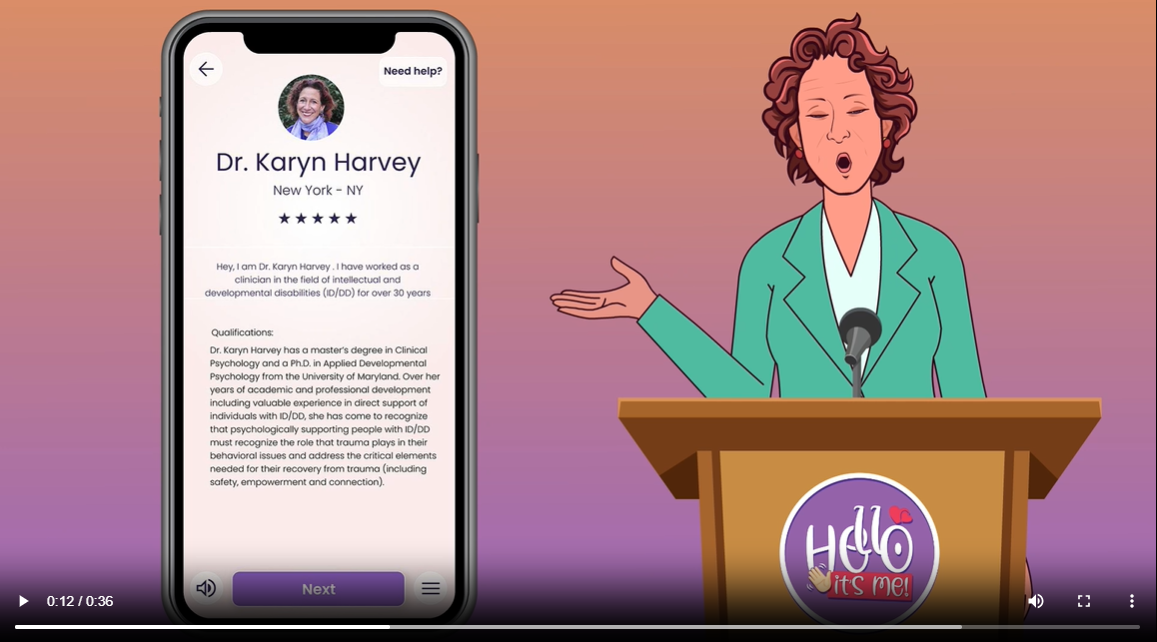 Need help?
Dr. Karyn Harvey
New York - NY
Hey, I am Dr. Karyn Harvey . I have worked as a
clinician in the field of intellectual and
developmental disabilities (ID/DD) for over 30 years
Qualifications:
Dr. Karyn Harvey has a master's degree in Clinical
Psychology and a Ph.D. in Applied Developmental
Psychology from the University of Maryland. Over her
years of academic and professional development
including valuable experience in direct support of
individuals with ID/DD, she has come to recognize
that psychologically supporting people with ID/DD
must recognize the role that trauma plays in their
behavioral issues and address the critical elements
needed for their recovery from trauma (including
safety, empowerment and connection).
Next
Hello
it's me!
0:12 / 0:36